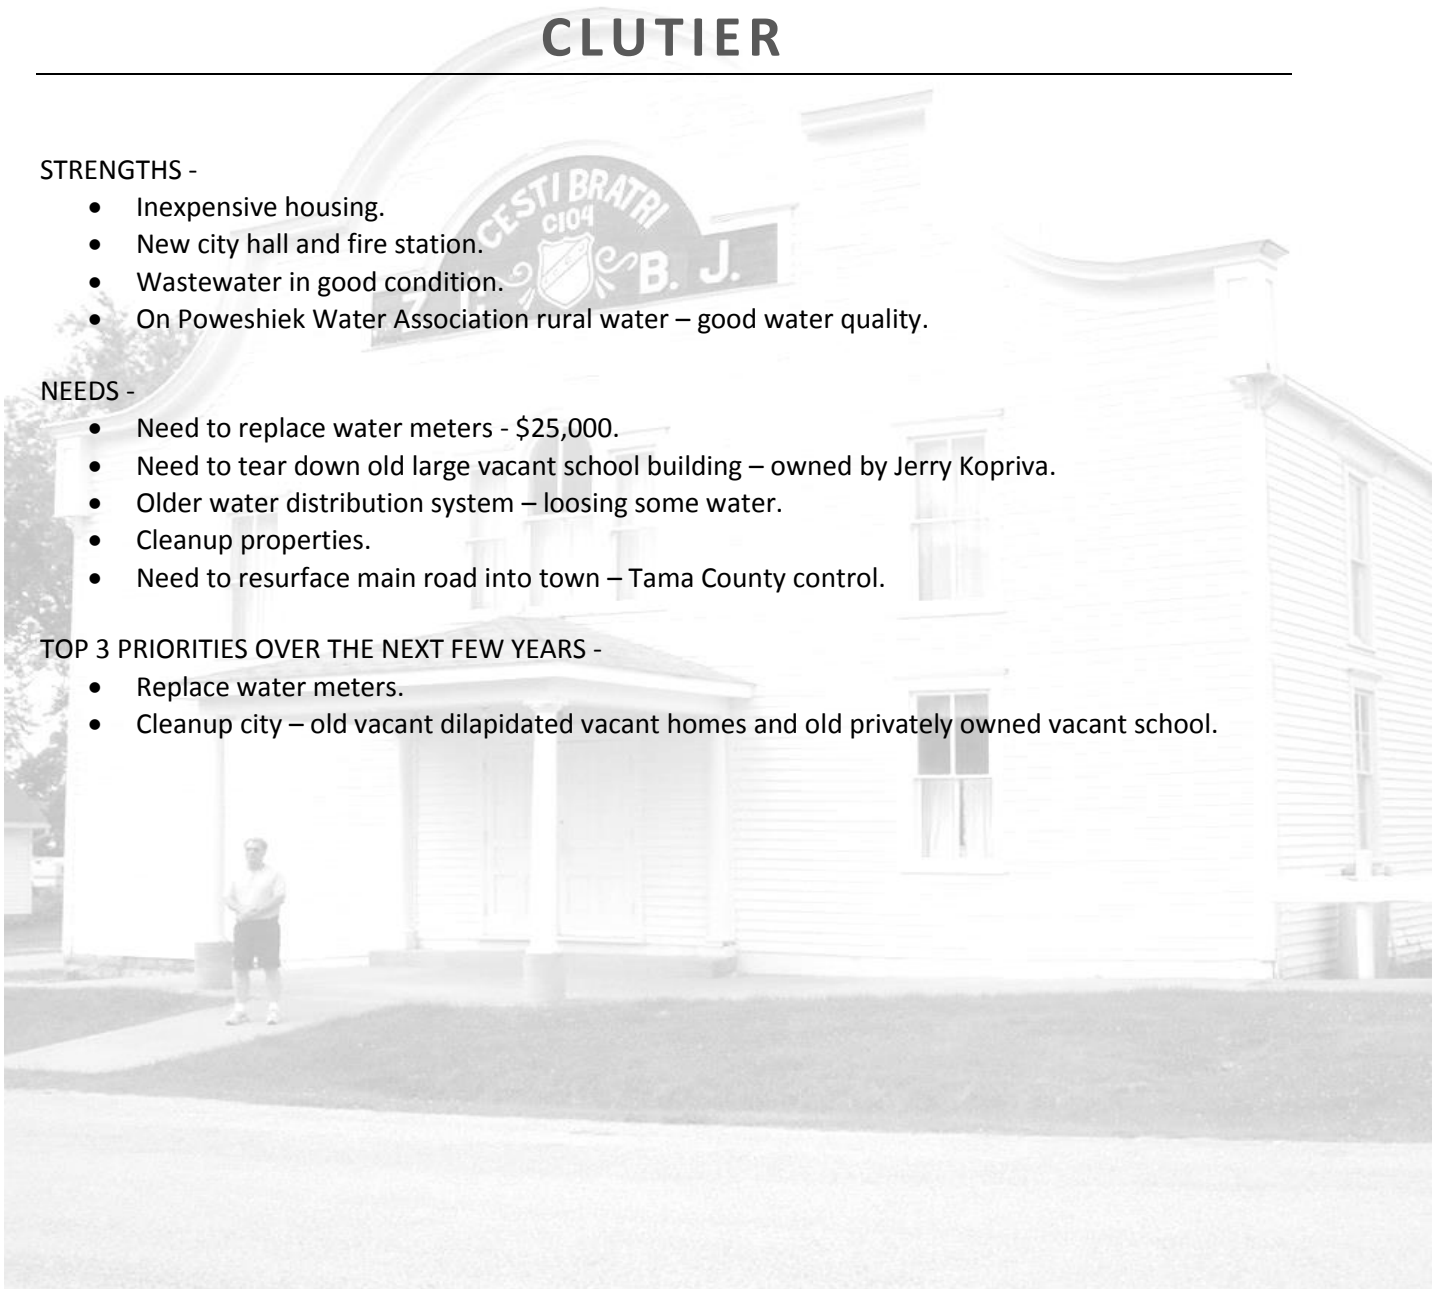 CLUTIER
STRENGTHS -
• Inexpensive housing.
• New city hall and fire station.
• Wastewater in good condition.
• On Poweshiek Water Association rural water – good water quality.
NEEDS -
• Need to replace water meters - $25,000.
• Need to tear down old large vacant school building – owned by Jerry Kopriva.
• Older water distribution system – loosing some water.
• Cleanup properties.
• Need to resurface main road into town – Tama County control.
TOP 3 PRIORITIES OVER THE NEXT FEW YEARS -
• Replace water meters.
• Cleanup city – old vacant dilapidated vacant homes and old privately owned vacant school.
CESTI BRATRI
C104
Z. B. J.